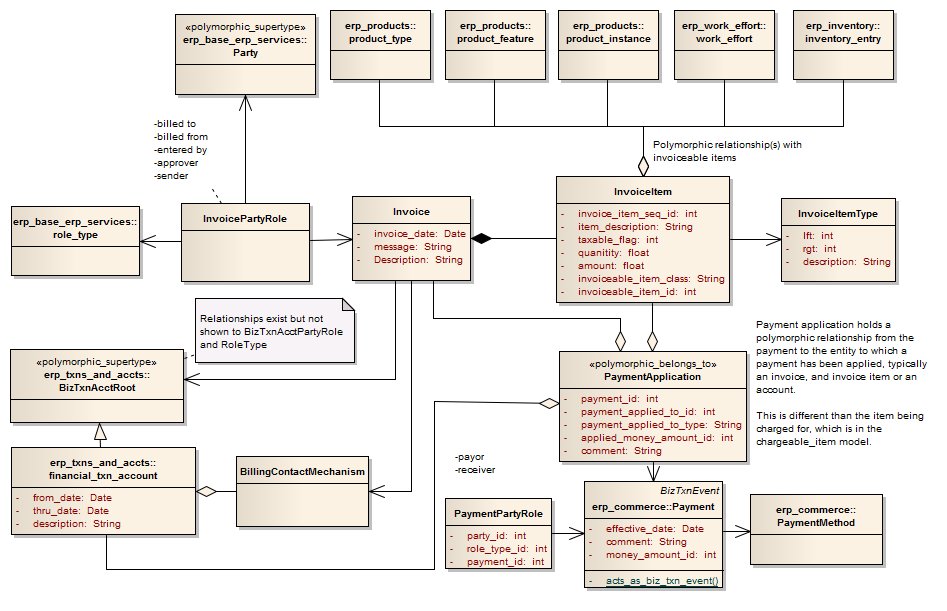 «polymorphic_supertype»
erp_base_erp_services::
Party
erp_products::
product_type
erp_products::
product_feature
erp_products::
product_instance
erp_work_effort::
work_effort
erp_inventory::
inventory_entry
-billed to
-billed from
-entered by
-approver
-sender
Polymorphic relationship(s) with
invoiceable items
erp_base_erp_services::
role_type
InvoicePartyRole
Invoice
- invoice_date: Date
- message: String
- Description: String
InvoiceItem
- invoice_item_seq_id: int
- item_description: String
- taxable_flag: int
- quanitity: float
- amount: float
- invoiceable_item_class: String
- invoiceable_item_id: int
InvoiceItemType
- lft: int
- rgt: int
- description: String
Relationships exist but not
shown to BizTxnAcctPartyRole
and RoleType
«polymorphic_supertype»
erp_txns_and_accts::
BizTxnAcctRoot
«polymorphic_belongs_to»
PaymentApplication
- payment_id: int
- payment_applied_to_id: int
- payment_applied_to_type: String
- applied_money_amount_id: int
- comment: String
Payment application holds a
polymorphic relationship from the
payment to the entity to which a
payment has been applied, typically
an invoice, and invoice item or an
account.
This is different than the item being
charged for, which is in the
chargeable_item model.
erp_txns_and_accts::
financial_txn_account
- from_date: Date
- thru_date: Date
- description: String
BillingContactMechanism
-payor
-receiver
PaymentPartyRole
- party_id: int
- role_type_id: int
- payment_id: int
BizTxnEvent
erp_commerce::Payment
- effective_date: Date
- comment: String
- money_amount_id: int
- acts_as_biz_txn_event()
erp_commerce::
PaymentMethod